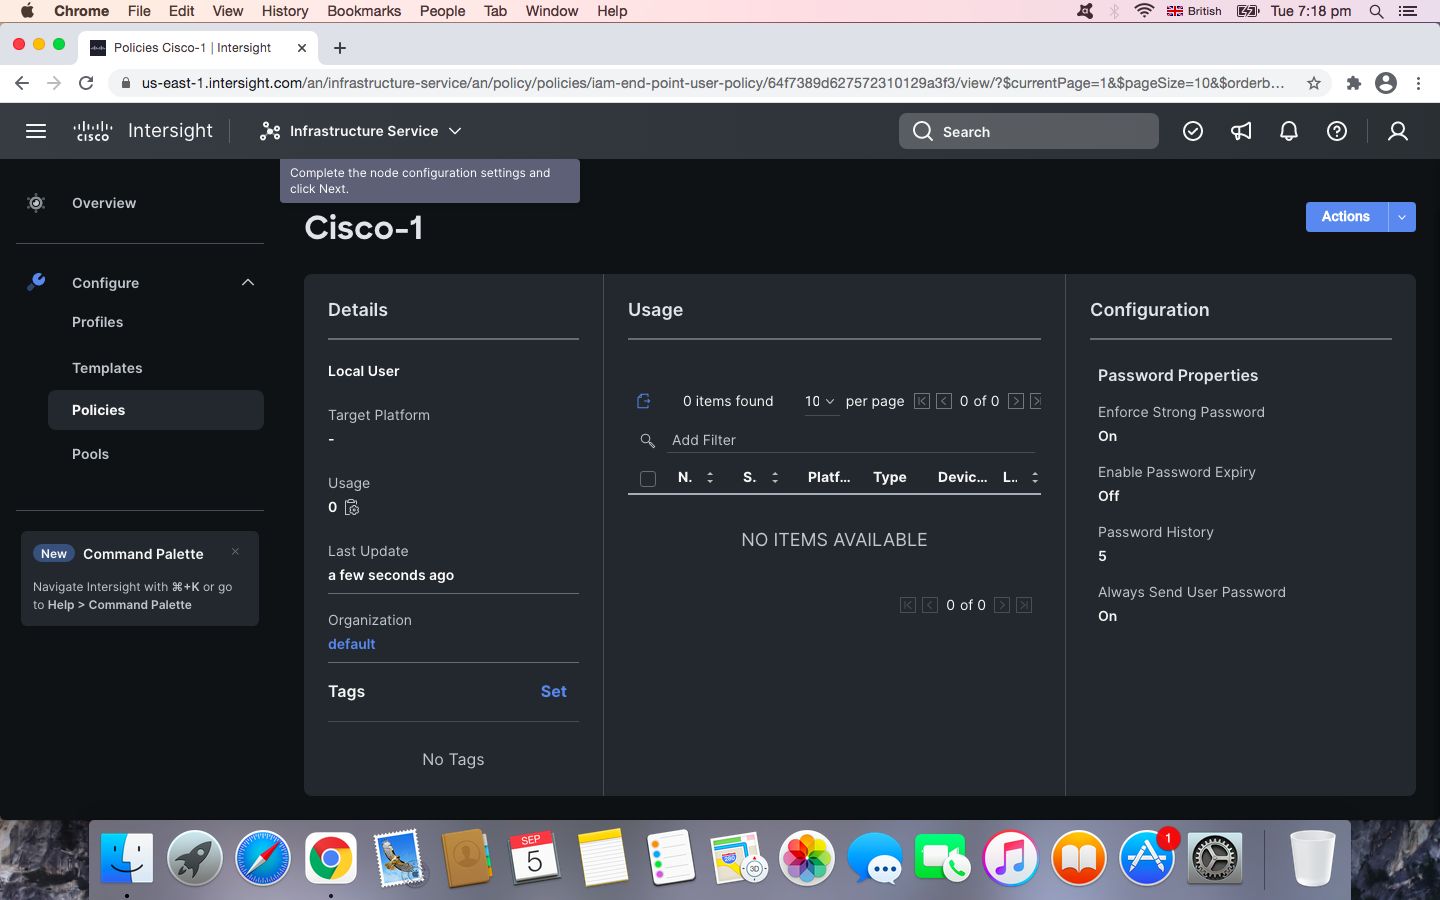 Chrome File Edit View History Bookmarks People Tab Window Help British Tue 7:18 pm
Policies Cisco-1 | Intersight
us-east-1.intersight.com/an/infrastructure-service/an/policy/policies/iam-end-point-user-policy/64f7389d627572310129a3f3/view/?$currentPage=1&$pageSize=10&$orderb...
cisco Intersight Infrastructure Service Search
Complete the node configuration settings and
click Next.
Overview
Configure
Profiles
Templates
Policies
Pools
New Command Palette
Navigate Intersight with ⌘+K or go
to Help > Command Palette
Cisco-1
Actions
Details
Local User
Target Platform
-
Usage
0
Last Update
a few seconds ago
Organization
default
Tags Set
No Tags
Usage
0 items found 10 per page 0 of 0
Add Filter
N. S. Platf... Type Devic... L..
NO ITEMS AVAILABLE
0 of 0
Configuration
Password Properties
Enforce Strong Password
On
Enable Password Expiry
Off
Password History
5
Always Send User Password
On
SEP
5
280
3D
1